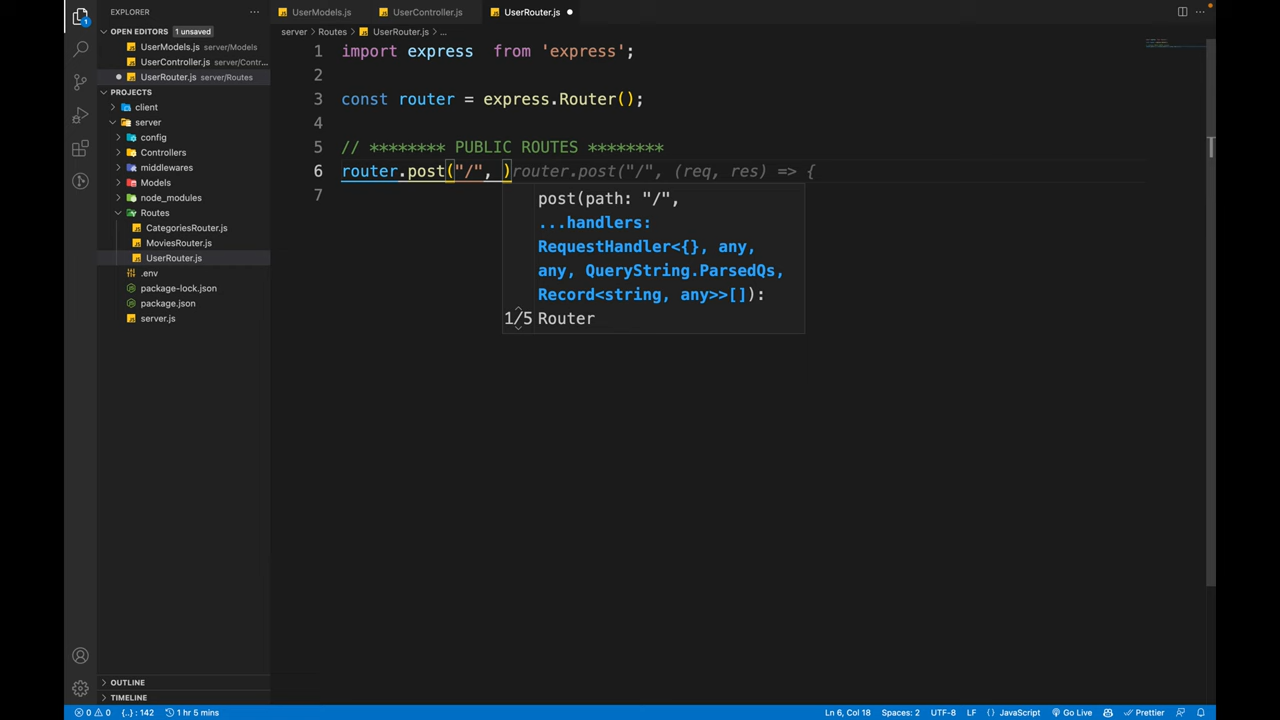 EXPLORER
UserModels.js
UserController.js
UserRouter.js
OPEN EDITORS 1 unsaved
UserModels.js server/Models
UserController.js server/Contr...
UserRouter.js server/Routes
PROJECTS
client
server
config
Controllers
middlewares
Models
node_modules
Routes
CategoriesRouter.js
MoviesRouter.js
UserRouter.js
.env
package-lock.json
package.json
server.js
OUTLINE
TIMELINE
server > Routes > UserRouter.js > ...
1 import express  from 'express';
2
3 const router = express.Router();
4
5 // ******** PUBLIC ROUTES ********
6 router.post("/", )router.post("/", (req, res) => {
7
post(path: "/",
...handlers:
RequestHandler<{}, any,
any, QueryString.ParsedQs,
Record<string, any>>[]):
1/5 Router
1
0 0 {..} : 142 1 hr 5 mins Ln 6, Col 18 Spaces: 2 UTF-8 LF {} JavaScript Go Live Prettier